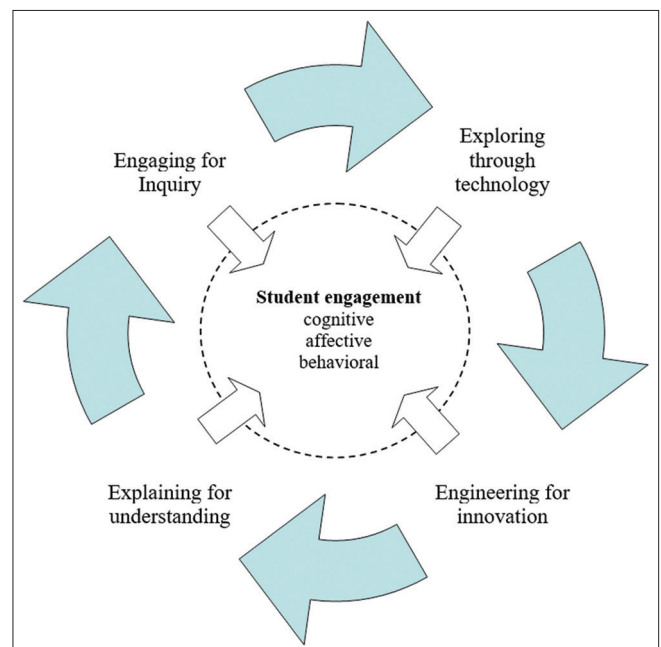 Engaging for
Inquiry
Exploring
through
technology
Student engagement
cognitive
affective
behavioral
Explaining for
understanding
Engineering for
innovation